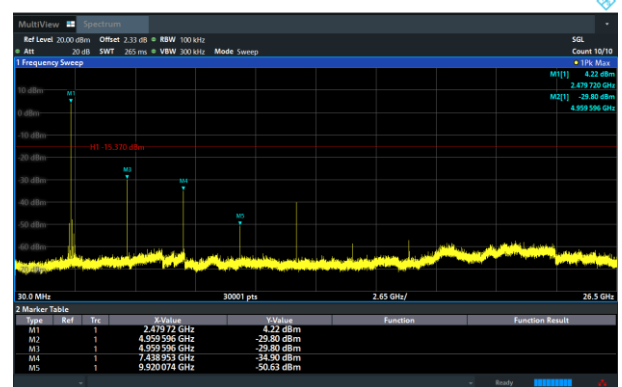 MultiView Spectrum
Ref Level 20.00 dBm Offset 2.33 dB RBW 100 kHz SGL
Att 20 dB SWT 265 ms VBW 300 kHz Mode Sweep Count 10/10
1 Frequency Sweep 1Pk Max
M1[1] 4.22 dBm
2.479 720 GHz
10 dBm M1 M2[1] -29.80 dBm
4.959 596 GHz
0 dBm
-10 dBm
H1 -15.370 dBm
-20 dBm
M3
-30 dBm M4
-40 dBm
M5
-50 dBm
-60 dBm
30.0 MHz 30001 pts 2.65 GHz/ 26.5 GHz
2 Marker Table
Type Ref Trc X-Value Y-Value Function Function Result
M1 1 2.479 72 GHz 4.22 dBm
M2 1 4.959 596 GHz -29.80 dBm
M3 1 4.959 596 GHz -29.80 dBm
M4 1 7.438 953 GHz -34.90 dBm
M5 1 9.920 074 GHz -50.63 dBm
Ready